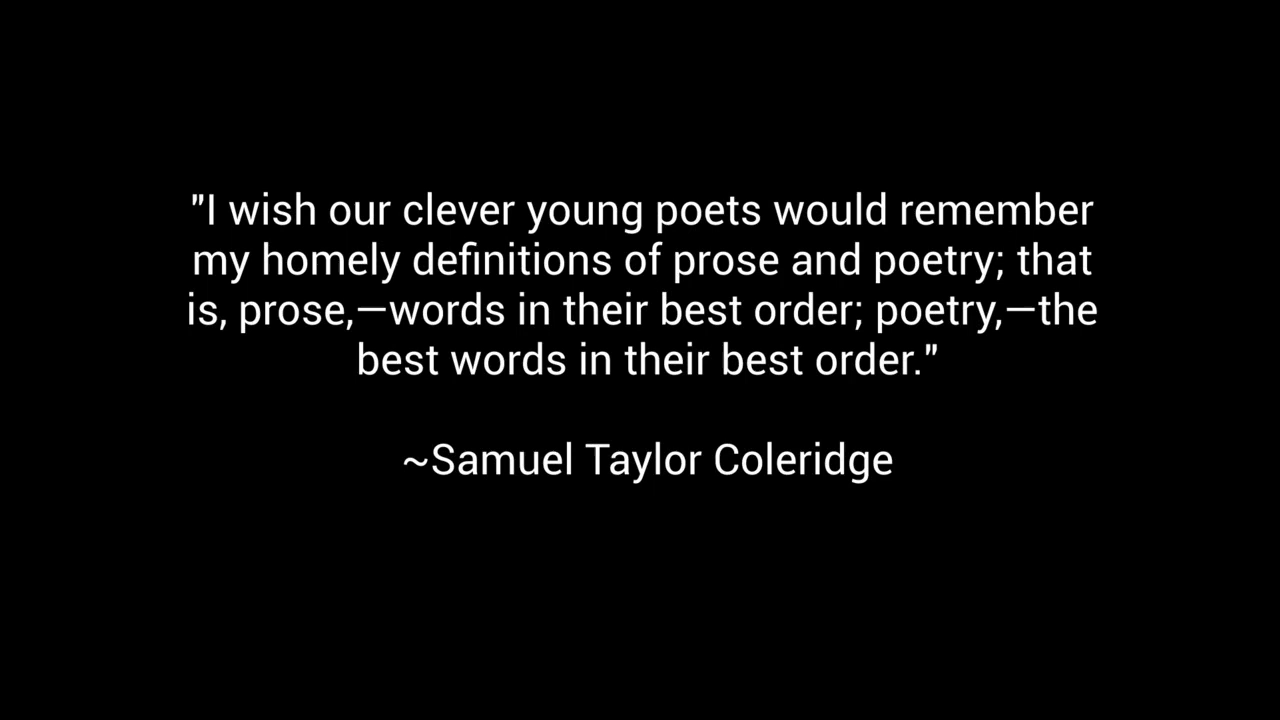 "I wish our clever young poets would remember
my homely definitions of prose and poetry; that
is, prose,—words in their best order; poetry,—the
best words in their best order."
~Samuel Taylor Coleridge